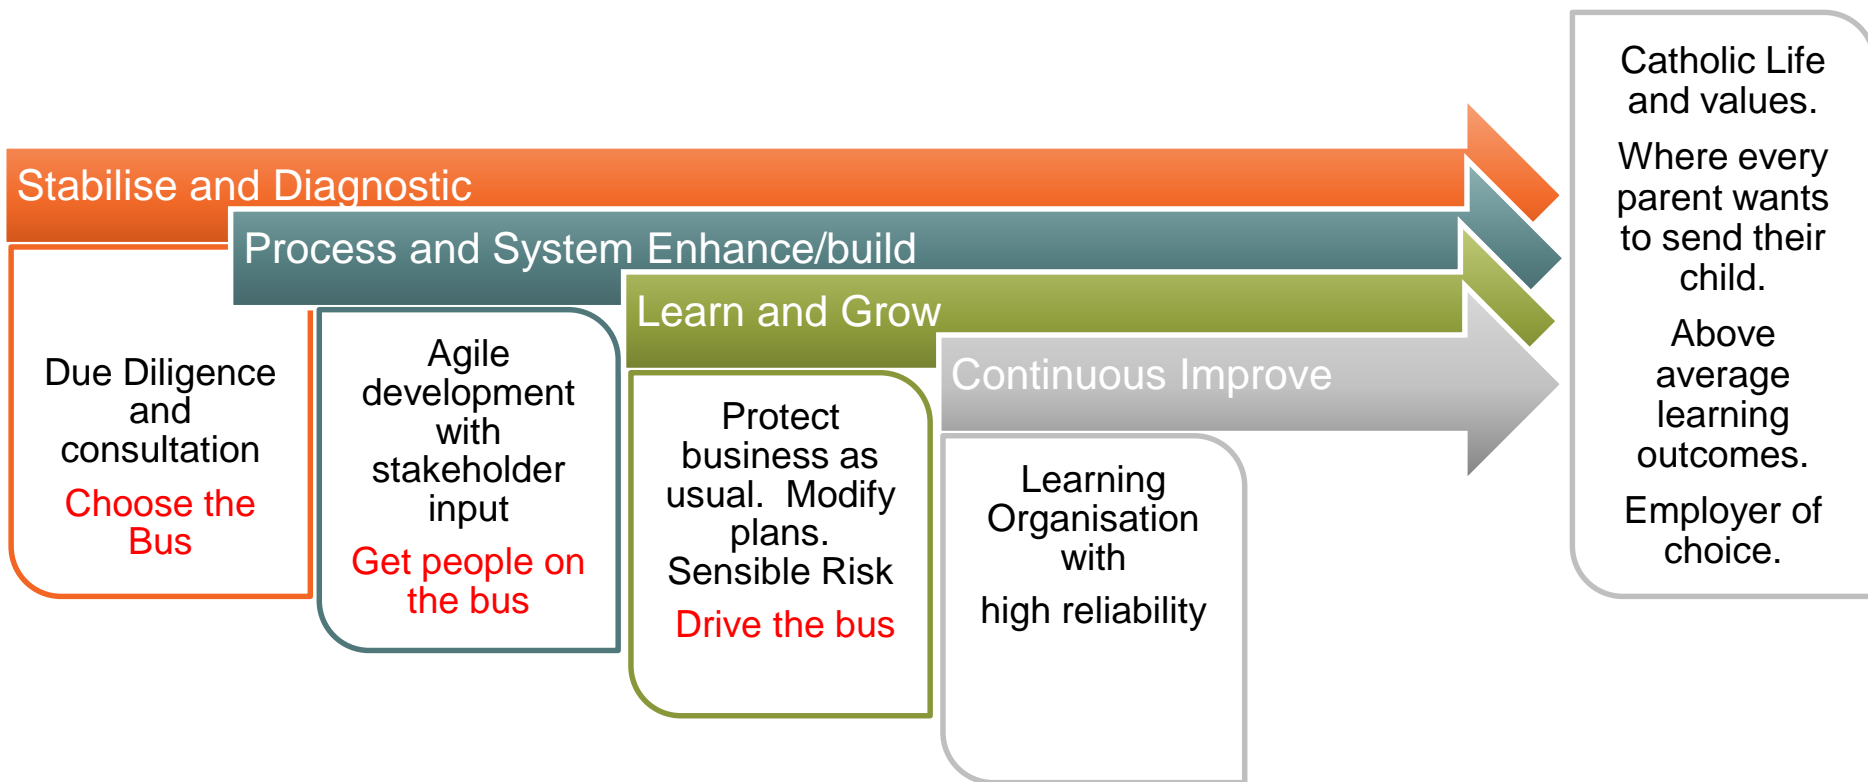 Stabilise and Diagnostic
Due Diligence
and
consultation
Choose the
Bus
Process and System Enhance/build
Agile
development
with
stakeholder
input
Get people on
the bus
Learn and Grow
Protect
business as
usual.  Modify
plans.
Sensible Risk
Drive the bus
Continuous Improve
Learning
Organisation
with
high reliability
Catholic Life
and values.
Where every
parent wants
to send their
child.
Above
average
learning
outcomes.
Employer of
choice.